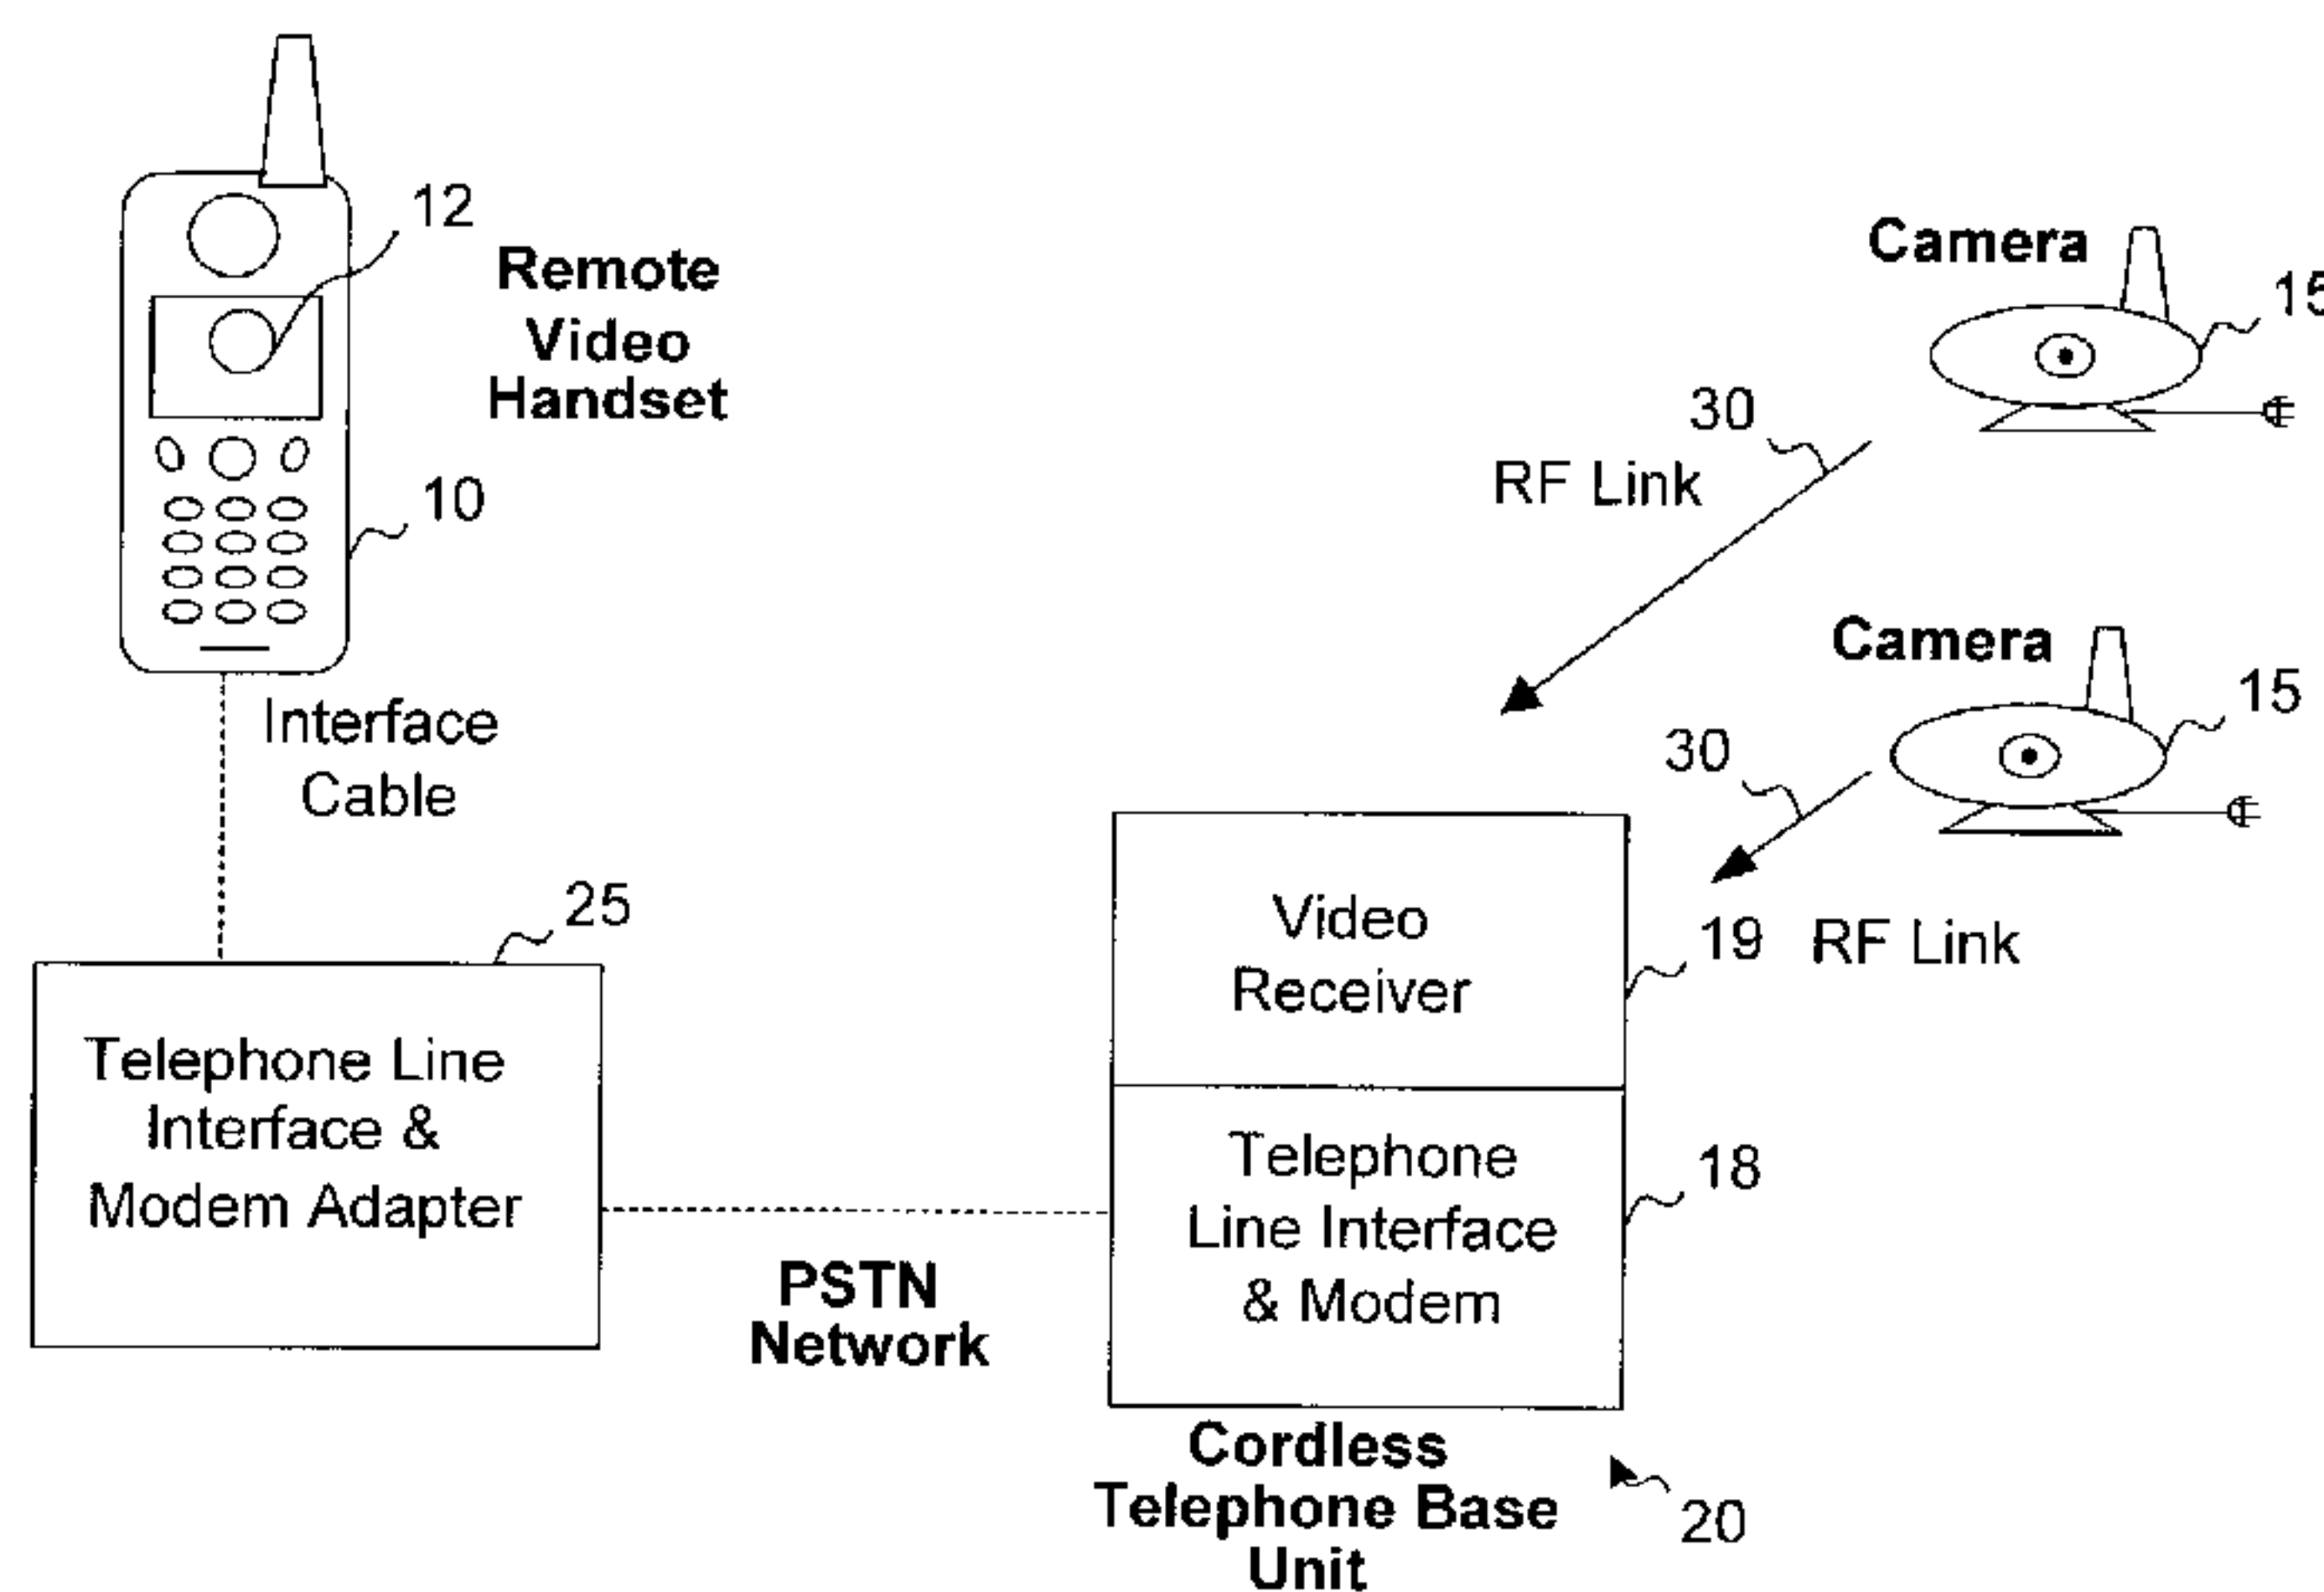 12
Remote
Video
Handset
10
Interface
Cable
25
Telephone Line
Interface &
Modem Adapter
PSTN
Network
Camera
15
30
RF Link
Camera
15
30
RF Link
Video
Receiver
19
Telephone
Line Interface
& Modem
18
Cordless
Telephone Base
Unit
20